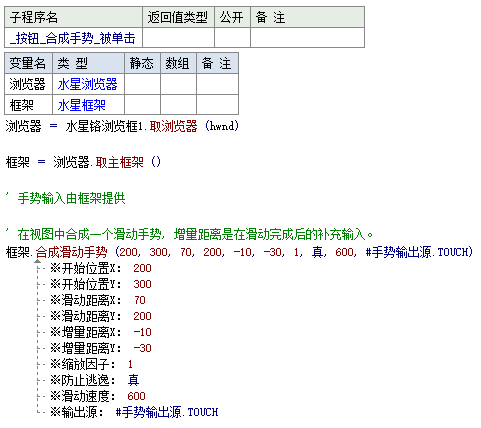 子程序名 返回值类型 公开 备 注
_按钮_合成手势_被单击
变量名 类 型 静态 数组 备 注
浏览器 水星浏览器
框架 水星框架
浏览器 = 水星铬浏览框1.取浏览器 (hwnd)
框架 = 浏览器.取主框架 ()
' 手势输入由框架提供
' 在视图中合成一个滑动手势, 增量距离是在滑动完成后的补充输入。
框架.合成滑动手势 (200, 300, 70, 200, -10, -30, 1, 真, 600, #手势输出源.TOUCH)
※开始位置X: 200
※开始位置Y: 300
※滑动距离X: 70
※滑动距离Y: 200
※增量距离X: -10
※增量距离Y: -30
※缩放因子: 1
※防止逃逸: 真
※滑动速度: 600
※输出源: #手势输出源.TOUCH